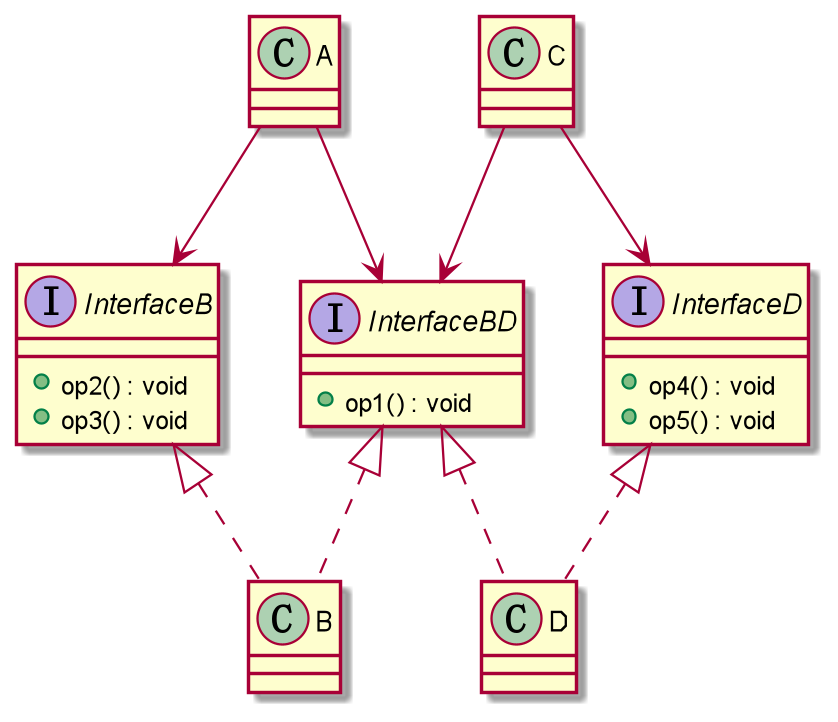 C A
C C
I InterfaceB
op2() : void
op3() : void
I InterfaceBD
op1() : void
I InterfaceD
op4() : void
op5() : void
C B
C D